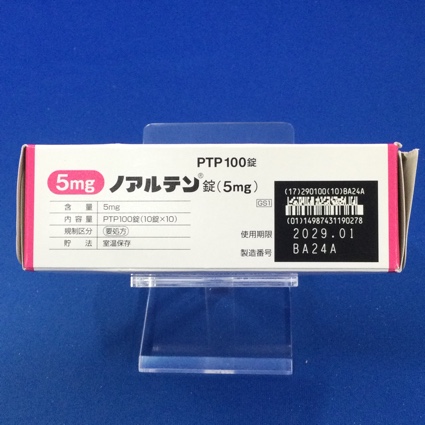 PTP100錠
5mg ノアルテン®錠(5mg)
含量 5mg
内容量 PTP100錠(10錠×10)
規制区分 要処方
貯法 室温保存
GS1
(17)290100(10)BA24A
(01)14987431190278
使用期限 2029.01
製造番号 BA24A